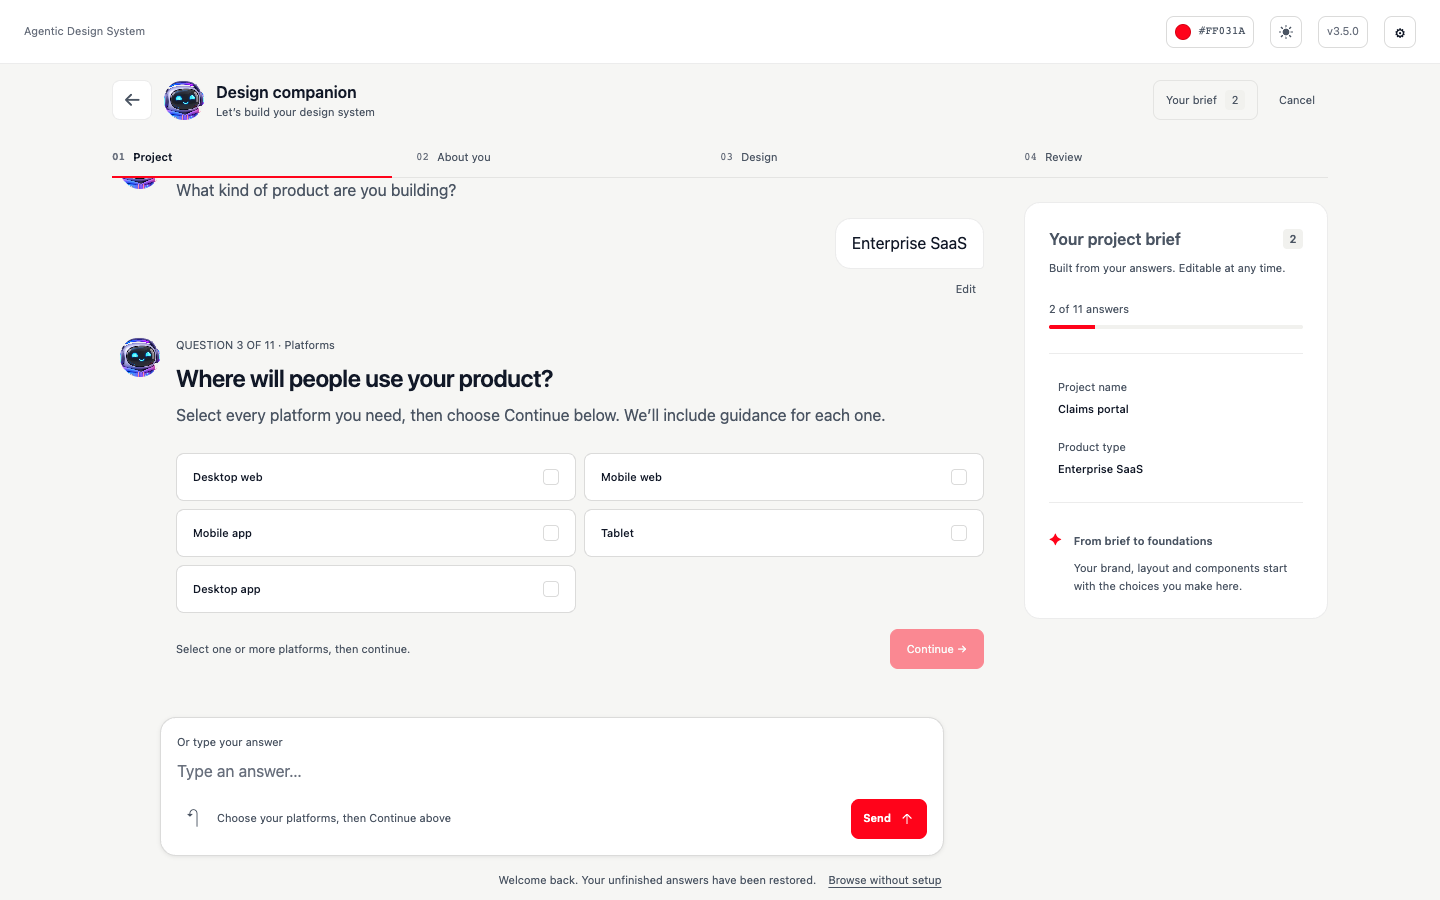 Agentic Design System
#FF031A
v3.5.0
Design companion
Let's build your design system
Your brief 2
Cancel
01 Project
02 About you
03 Design
04 Review
What kind of product are you building?
Enterprise SaaS
Edit
QUESTION 3 OF 11 · Platforms
Where will people use your product?
Select every platform you need, then choose Continue below. We'll include guidance for each one.
Desktop web
Mobile web
Mobile app
Tablet
Desktop app
Select one or more platforms, then continue.
Continue →
Or type your answer
Type an answer...
Choose your platforms, then Continue above
Send ↑
Welcome back. Your unfinished answers have been restored. Browse without setup
Your project brief 2
Built from your answers. Editable at any time.
2 of 11 answers
Project name
Claims portal
Product type
Enterprise SaaS
From brief to foundations
Your brand, layout and components start
with the choices you make here.